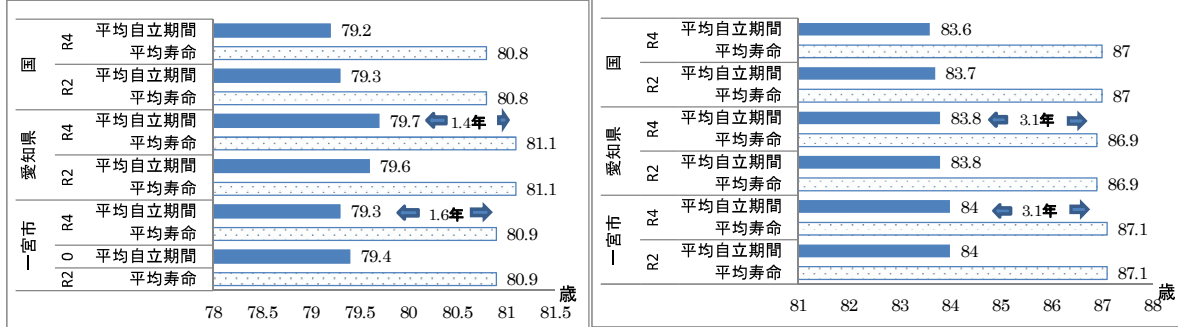 国
R4
平均自立期間 79.2
平均寿命 80.8
R2
平均自立期間 79.3
平均寿命 80.8
愛知県
R4
平均自立期間 79.7 1.4年
平均寿命 81.1
R2
平均自立期間 79.6
平均寿命 81.1
一宮市
R4
平均自立期間 79.3 1.6年
平均寿命 80.9
R2 0
平均自立期間 79.4
平均寿命 80.9
歳
78 78.5 79 79.5 80 80.5 81 81.5
国
R4
平均自立期間 83.6
平均寿命 87
R2
平均自立期間 83.7
平均寿命 87
愛知県
R4
平均自立期間 83.8 3.1年
平均寿命 86.9
R2
平均自立期間 83.8
平均寿命 86.9
一宮市
R4
平均自立期間 84 3.1年
平均寿命 87.1
R2
平均自立期間 84
平均寿命 87.1
歳
81 82 83 84 85 86 87 88